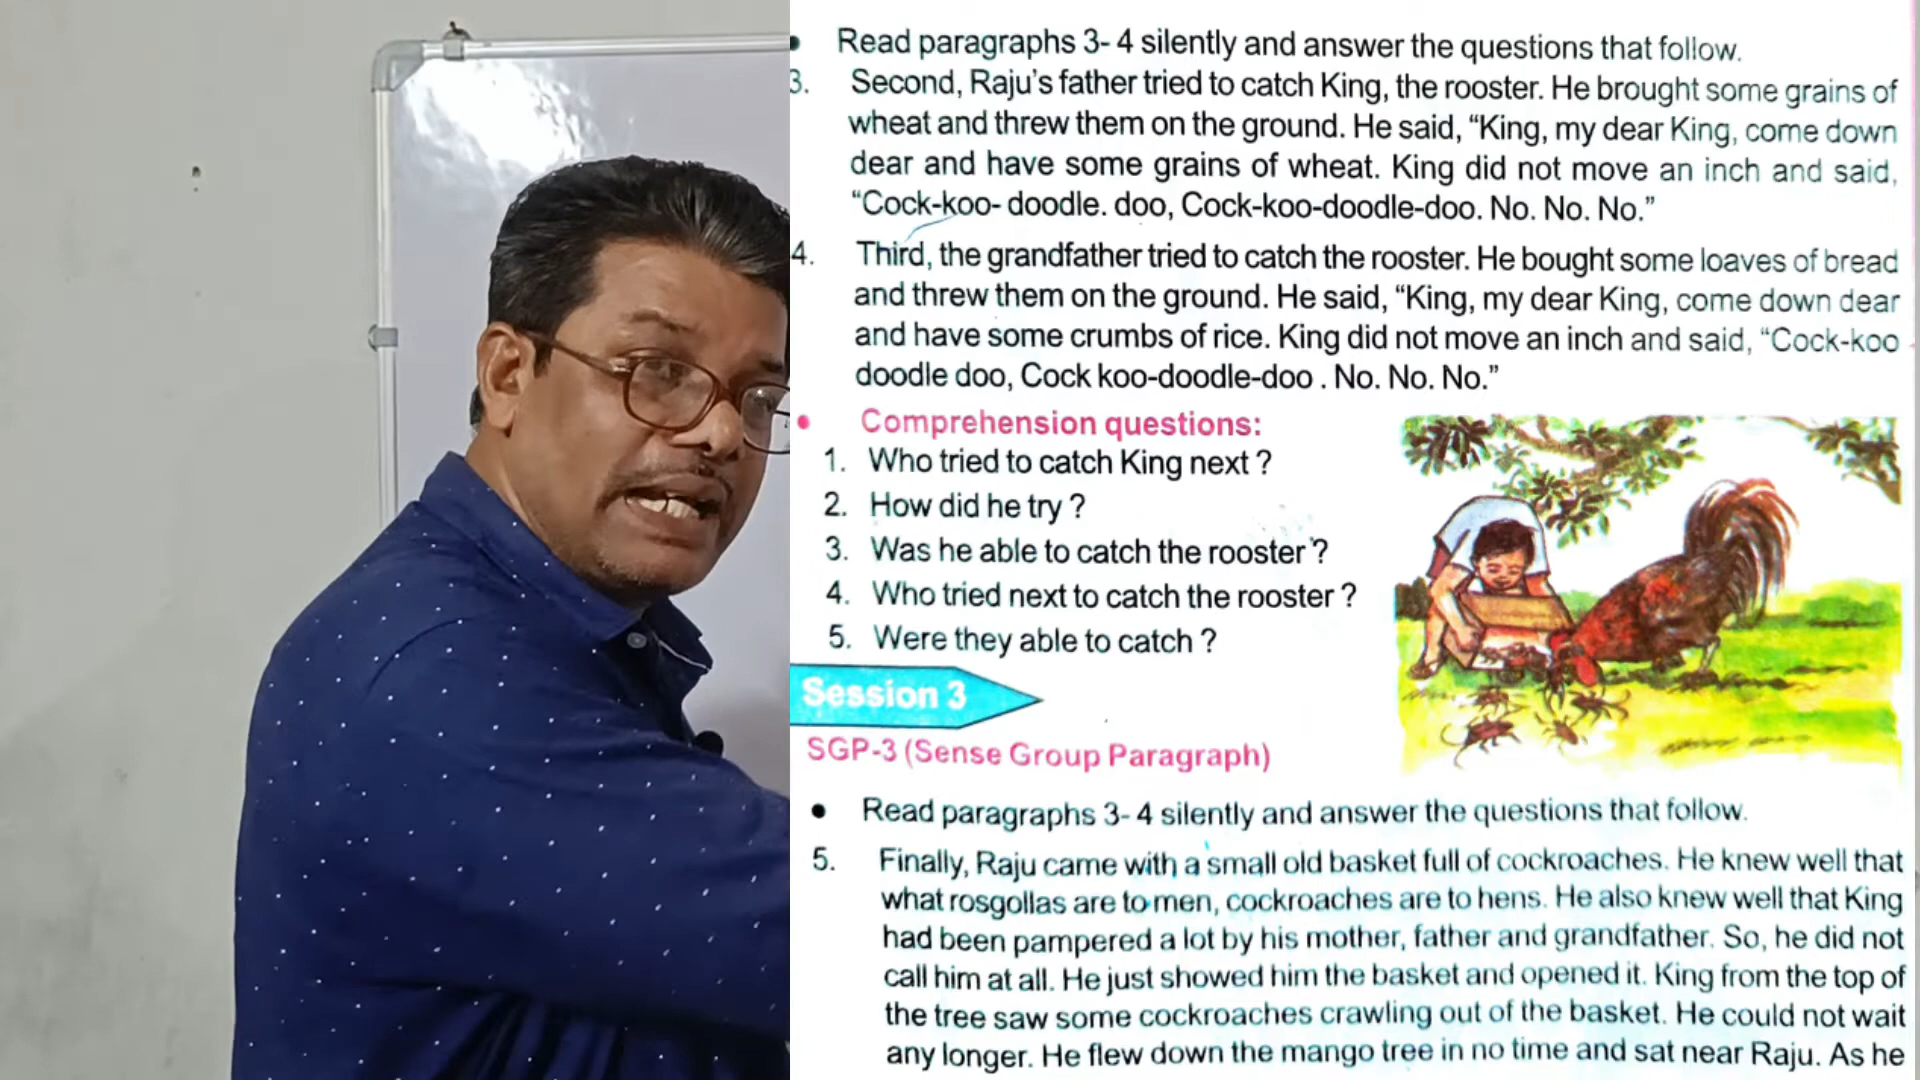 • Read paragraphs 3- 4 silently and answer the questions that follow.
3. Second, Raju's father tried to catch King, the rooster. He brought some grains of
wheat and threw them on the ground. He said, “King, my dear King, come down
dear and have some grains of wheat. King did not move an inch and said,
“Cock-koo- doodle. doo, Cock-koo-doodle-doo. No. No. No.”
4. Third, the grandfather tried to catch the rooster. He bought some loaves of bread
and threw them on the ground. He said, “King, my dear King, come down dear
and have some crumbs of rice. King did not move an inch and said, “Cock-koo
doodle doo, Cock koo-doodle-doo . No. No. No.”
• Comprehension questions:
1. Who tried to catch King next ?
2. How did he try ?
3. Was he able to catch the rooster ?
4. Who tried next to catch the rooster ?
5. Were they able to catch ?
Session 3
SGP-3 (Sense Group Paragraph)
• Read paragraphs 3- 4 silently and answer the questions that follow.
5. Finally, Raju came with a small old basket full of cockroaches. He knew well that
what rosgollas are to men, cockroaches are to hens. He also knew well that King
had been pampered a lot by his mother, father and grandfather. So, he did not
call him at all. He just showed him the basket and opened it. King from the top of
the tree saw some cockroaches crawling out of the basket. He could not wait
any longer. He flew down the mango tree in no time and sat near Raju. As he